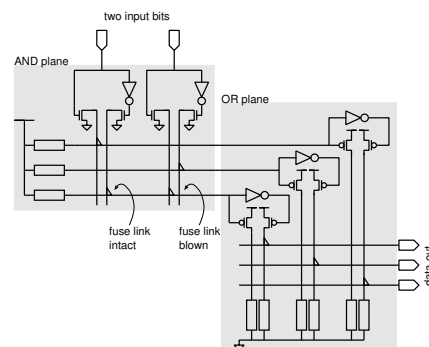 two input bits
AND plane
OR plane
fuse link
intact
fuse link
blown
data out